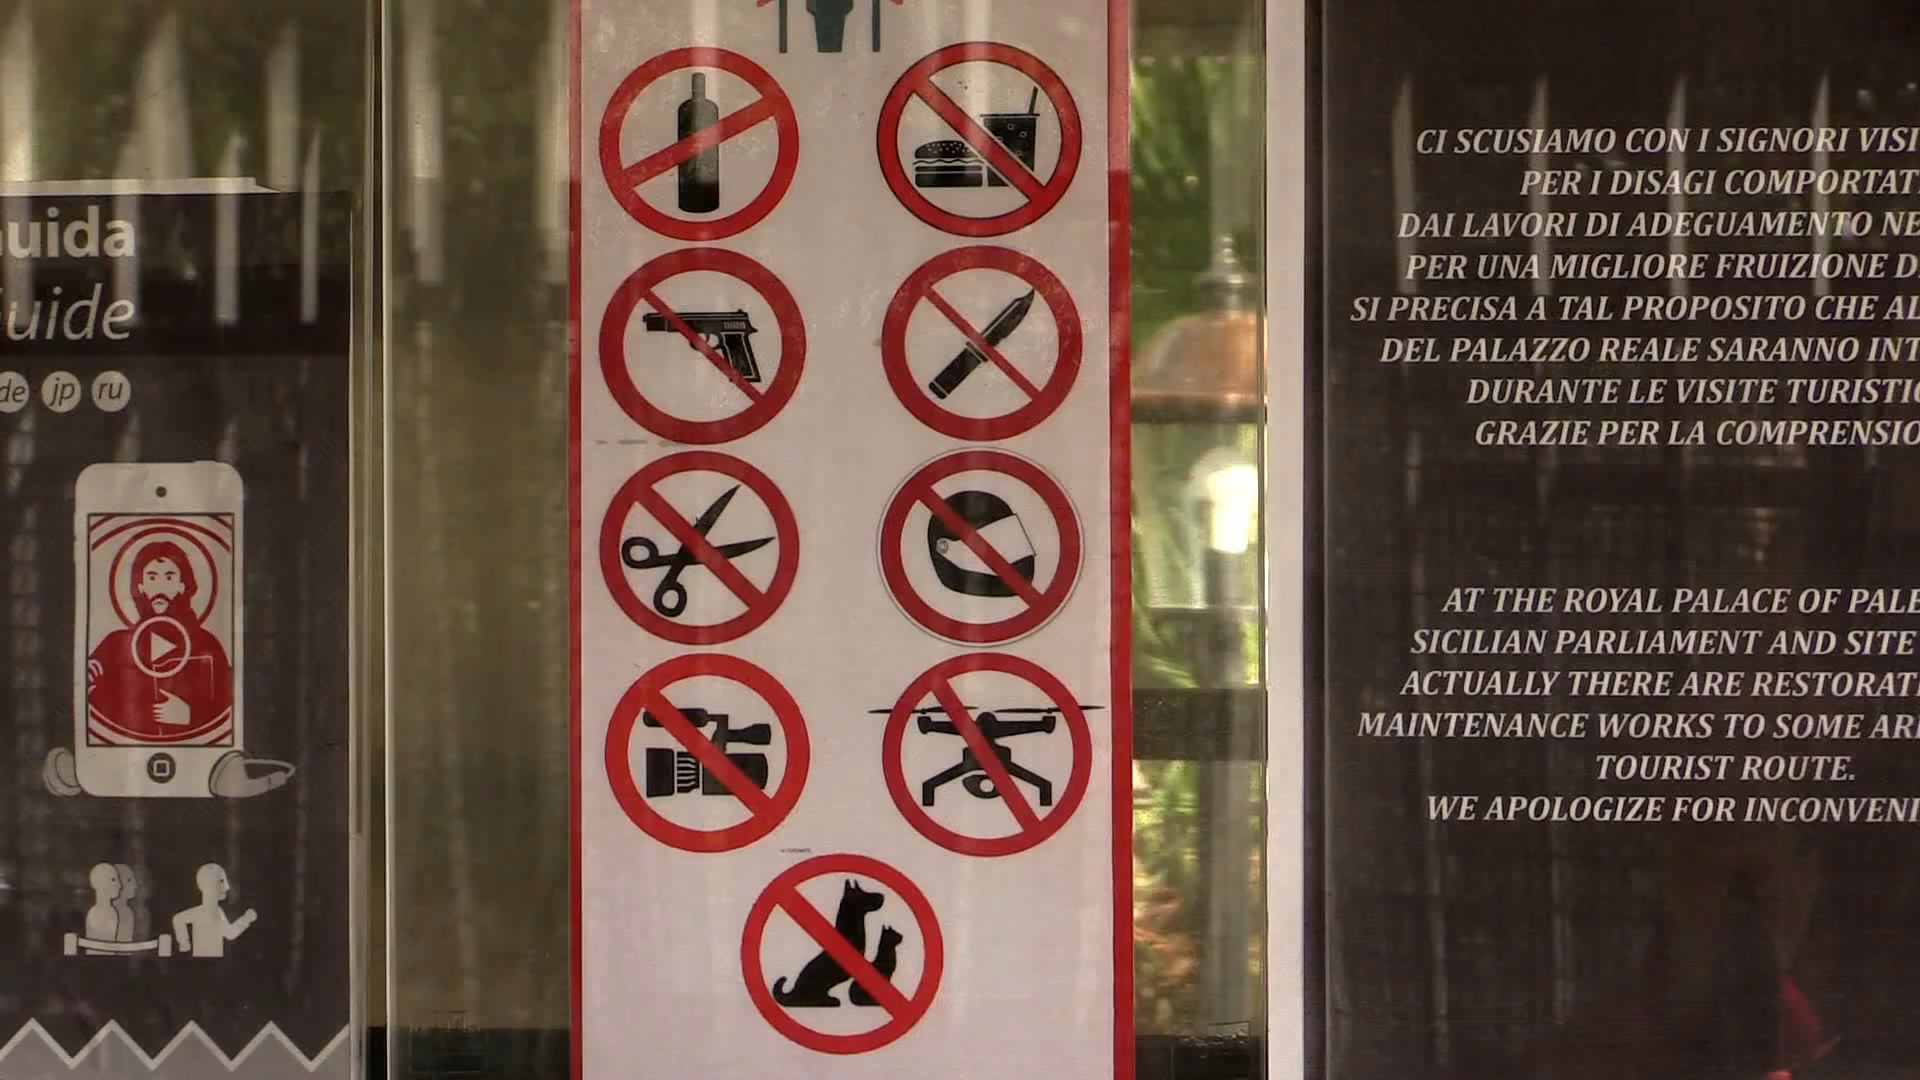 uida
uide
de jp ru
CI SCUSIAMO CON I SIGNORI VISI
PER I DISAGI COMPORTAT
DAI LAVORI DI ADEGUAMENTO NE
PER UNA MIGLIORE FRUIZIONE D
SI PRECISA A TAL PROPOSITO CHE AL
DEL PALAZZO REALE SARANNO INT
DURANTE LE VISITE TURISTIC
GRAZIE PER LA COMPRENSIO
AT THE ROYAL PALACE OF PALE
SICILIAN PARLIAMENT AND SITE
ACTUALLY THERE ARE RESTORATI
MAINTENANCE WORKS TO SOME AR
TOURIST ROUTE.
WE APOLOGIZE FOR INCONVENI